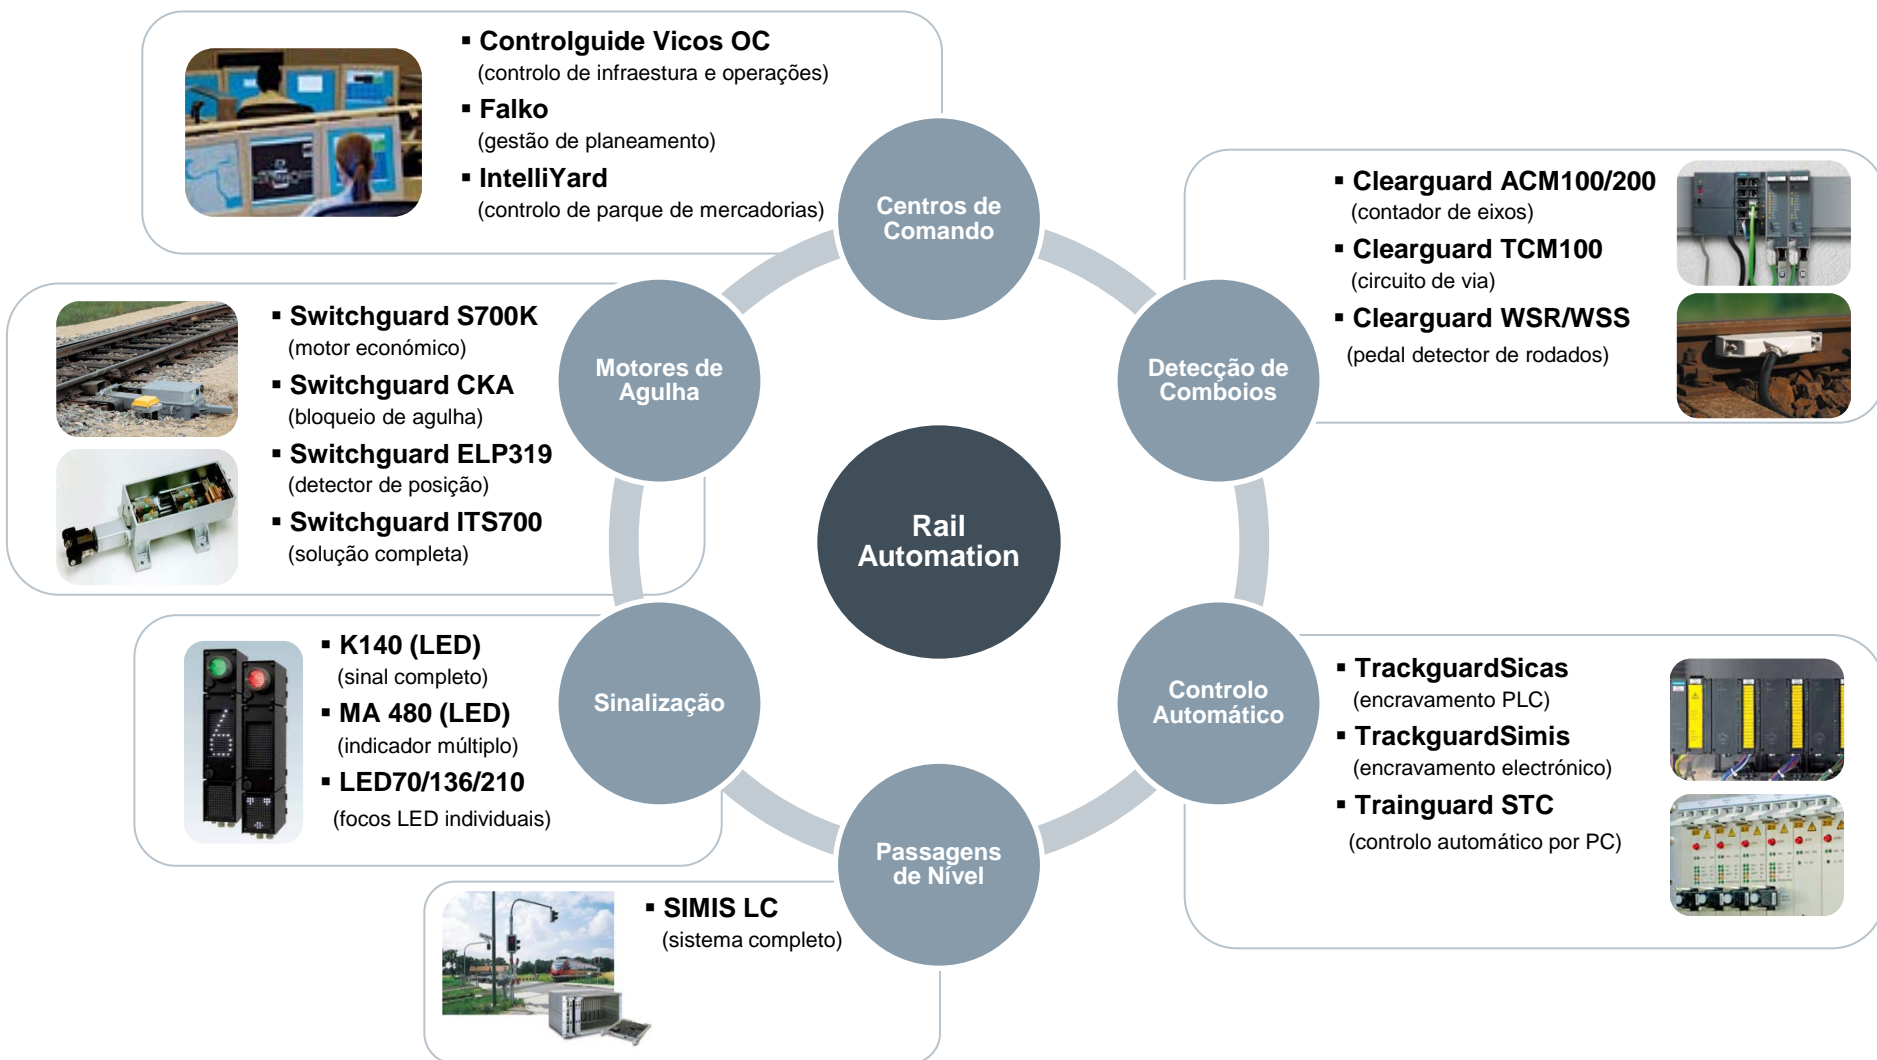 ▪ Controlguide Vicos OC
(controlo de infraestura e operações)
▪ Falko
(gestão de planeamento)
▪ IntelliYard
(controlo de parque de mercadorias)
Centros de
Comando
▪ Clearguard ACM100/200
(contador de eixos)
▪ Clearguard TCM100
(circuito de via)
▪ Clearguard WSR/WSS
(pedal detector de rodados)
Detecção de
Comboios
▪ Switchguard S700K
(motor económico)
▪ Switchguard CKA
(bloqueio de agulha)
▪ Switchguard ELP319
(detector de posição)
▪ Switchguard ITS700
(solução completa)
Motores de
Agulha
Rail
Automation
▪ K140 (LED)
(sinal completo)
▪ MA 480 (LED)
(indicador múltiplo)
▪ LED70/136/210
(focos LED individuais)
Sinalização
6
Controlo
Automático
▪ TrackguardSicas
(encravamento PLC)
▪ TrackguardSimis
(encravamento electrónico)
▪ Trainguard STC
(controlo automático por PC)
Passagens
de Nível
▪ SIMIS LC
(sistema completo)